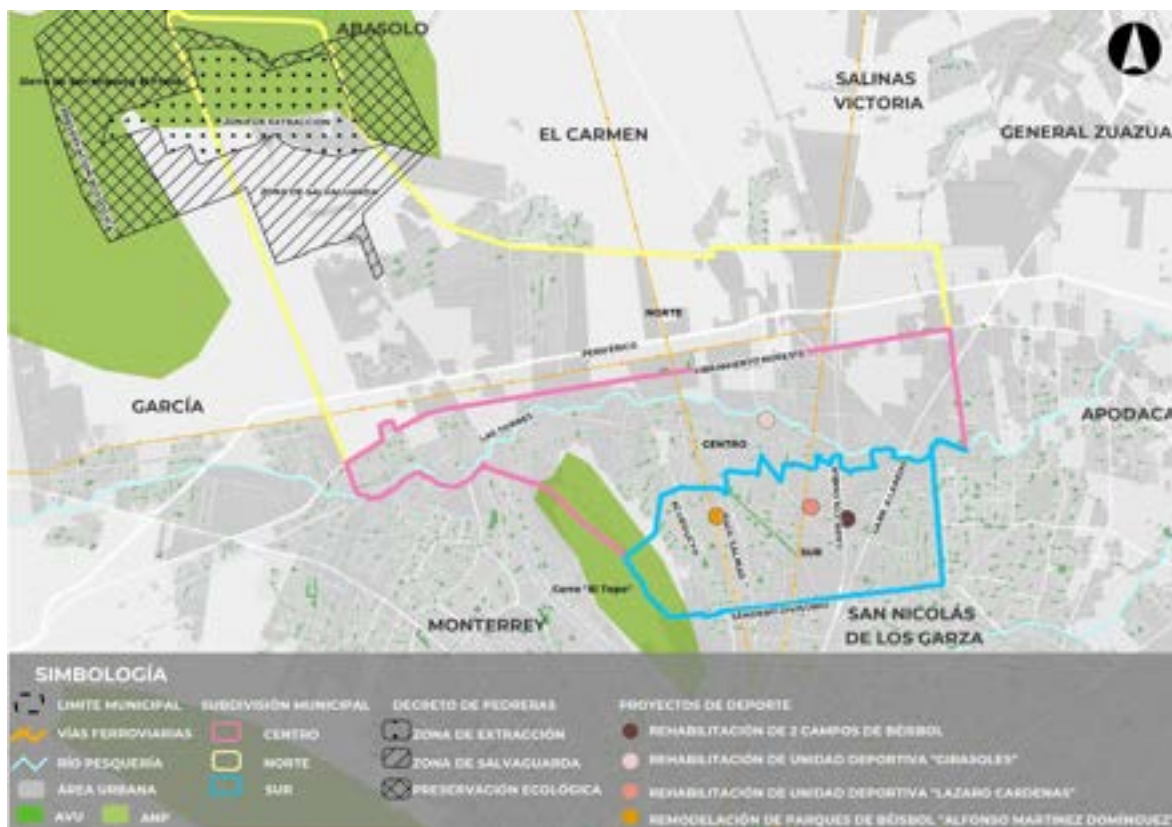 ABASOLO
SALINAS
VICTORIA
EL CARMEN
GENERAL ZUAZUA
ZONA DE EXTRACCIÓN
ZONA DE SALVAGUARDA
NORTE
PERIFÉRICO
LIBRAMIENTO NOROESTE
GARCÍA
LAS TORRES
APODACA
CENTRO
SUR
Cerro "El Topo"
MONTERREY
SAN NICOLÁS
DE LOS GARZA
SIMBOLOGÍA
LIMITE MUNICIPAL
VÍAS FERROVIARIAS
RÍO PESQUERÍA
ÁREA URBANA
AVU
ANP
SUBDIVISIÓN MUNICIPAL
CENTRO
NORTE
SUR
DECRETO DE PEDRERAS
ZONA DE EXTRACCIÓN
ZONA DE SALVAGUARDA
PRESERVACIÓN ECOLÓGICA
PROYECTOS DE DEPORTE
REHABILITACIÓN DE 2 CAMPOS DE BÉISBOL
REHABILITACIÓN DE UNIDAD DEPORTIVA "GIRASOLES"
REHABILITACIÓN DE UNIDAD DEPORTIVA "LAZARO CARDENAS"
REMODELACIÓN DE PARQUES DE BÉISBOL "ALFONSO MARTINEZ DOMÍNGUEZ"